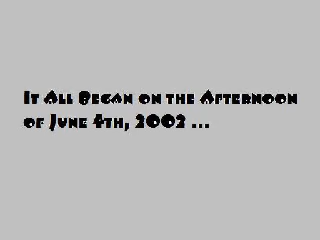 It All Began on the Afternoon
of June 4th, 2002 ...